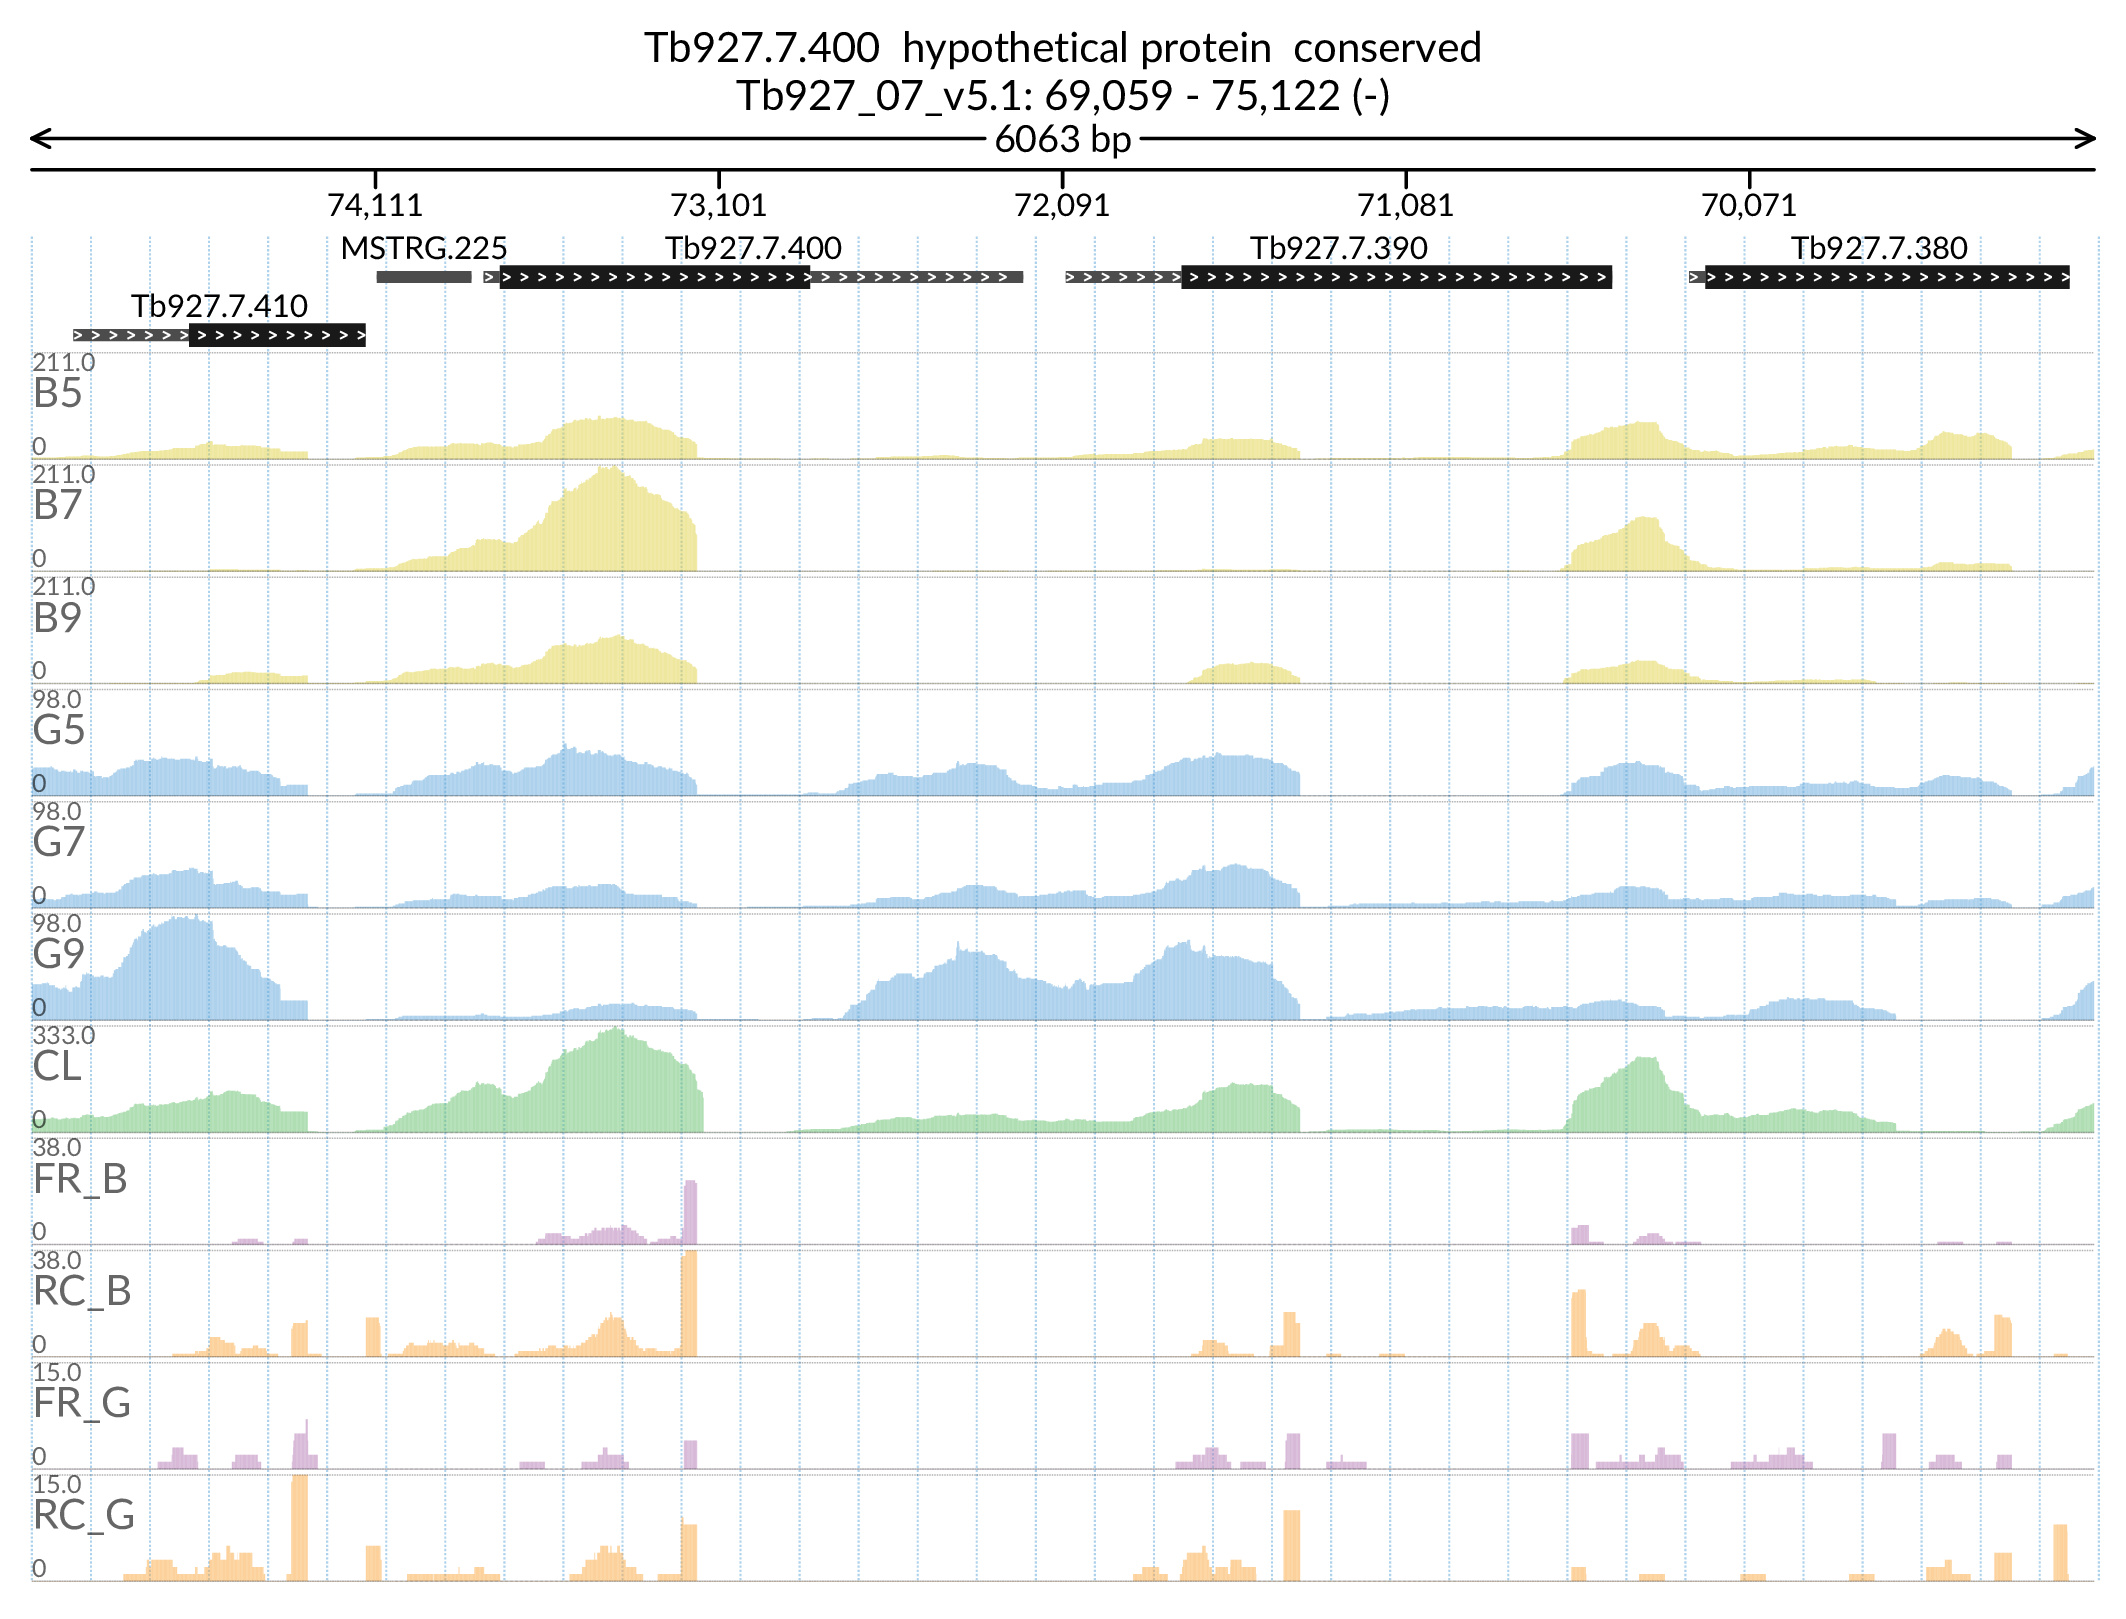 Tb927.7.400  hypothetical protein  conserved
Tb927_07_v5.1: 69,059 - 75,122 (-)
6063 bp
74,111 73,101 72,091 71,081 70,071
MSTRG.225 Tb927.7.400 Tb927.7.390 Tb927.7.380
Tb927.7.410
211.0
B5
0
211.0
B7
0
211.0
B9
0
98.0
G5
0
98.0
G7
0
98.0
G9
0
333.0
CL
0
38.0
FR_B
0
38.0
RC_B
0
15.0
FR_G
0
15.0
RC_G
0